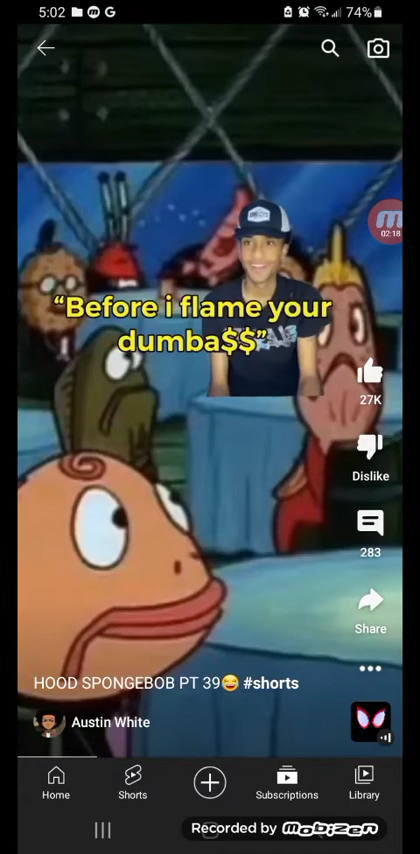 5:02
G
74%
02:18
“Before i flame your
dumba$$”
27K
Dislike
283
Share
HOOD SPONGEBOB PT 39😂 #shorts
Austin White
Home
Shorts
Subscriptions
Library
Recorded by mobizen